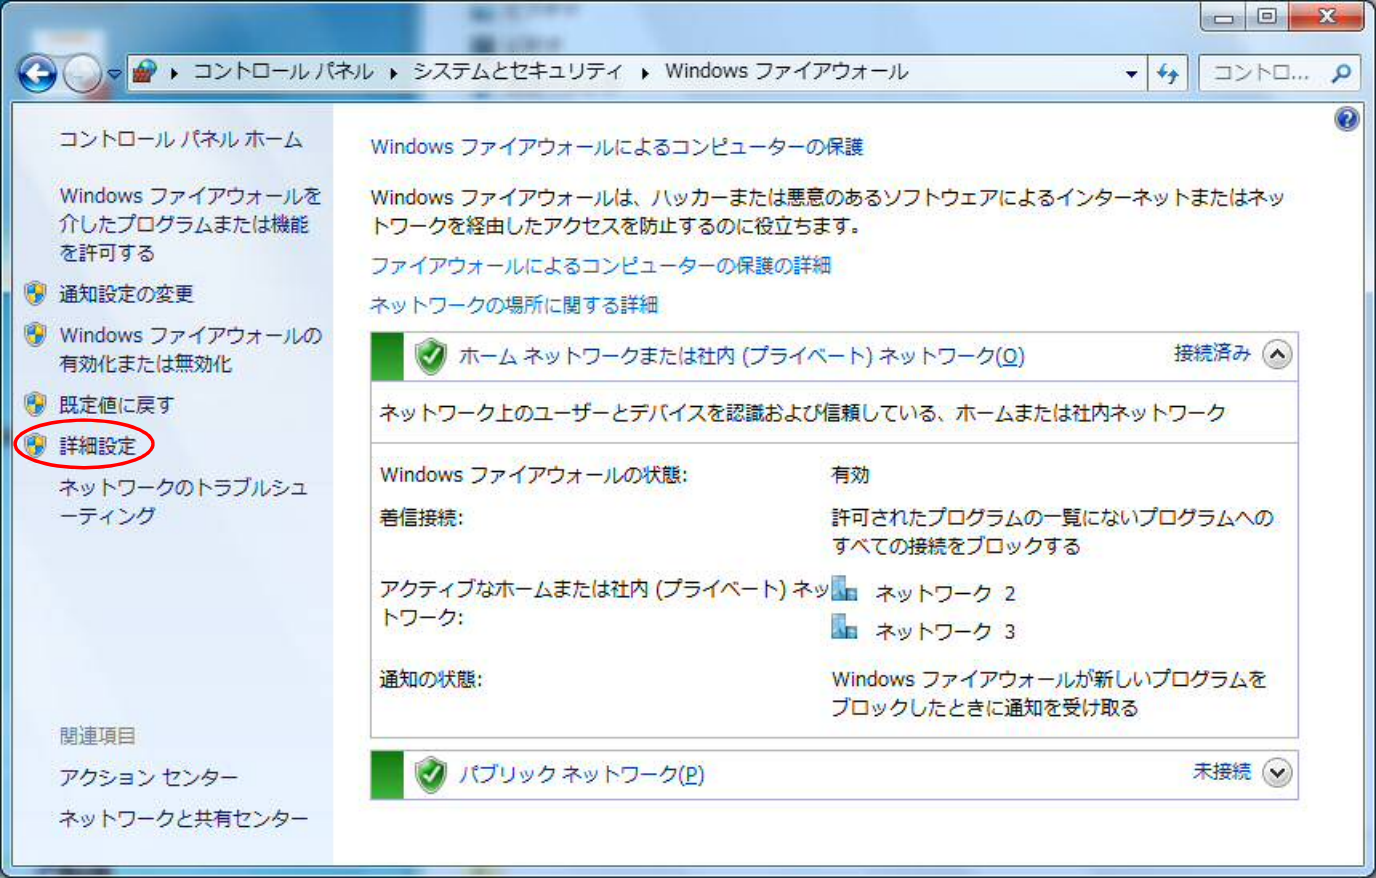 コントロール パネル ▸ システムとセキュリティ ▸ Windows ファイアウォール
コントロ...
コントロール パネル ホーム
Windows ファイアウォールを
介したプログラムまたは機能
を許可する
通知設定の変更
Windows ファイアウォールの
有効化または無効化
既定値に戻す
詳細設定
ネットワークのトラブルシュ
ーティング
関連項目
アクション センター
ネットワークと共有センター
Windows ファイアウォールによるコンピューターの保護
Windows ファイアウォールは、ハッカーまたは悪意のあるソフトウェアによるインターネットまたはネッ
トワークを経由したアクセスを防止するのに役立ちます。
ファイアウォールによるコンピューターの保護の詳細
ネットワークの場所に関する詳細
ホーム ネットワークまたは社内 (プライベート) ネットワーク(O) 接続済み
ネットワーク上のユーザーとデバイスを認識および信頼している、ホームまたは社内ネットワーク
Windows ファイアウォールの状態: 有効
着信接続: 許可されたプログラムの一覧にないプログラムへの
すべての接続をブロックする
アクティブなホームまたは社内 (プライベート) ネッ
トワーク:
ネットワーク 2
ネットワーク 3
通知の状態: Windows ファイアウォールが新しいプログラムを
ブロックしたときに通知を受け取る
パブリック ネットワーク(P) 未接続